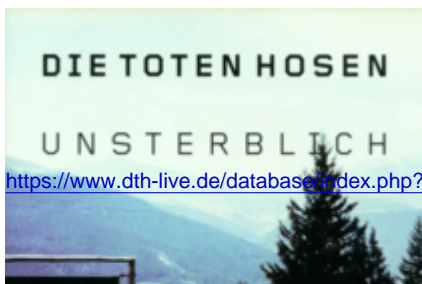 DIE TOTEN HOSEN
UNSTERBLICH
https://www.dth-live.de/database/index.php?